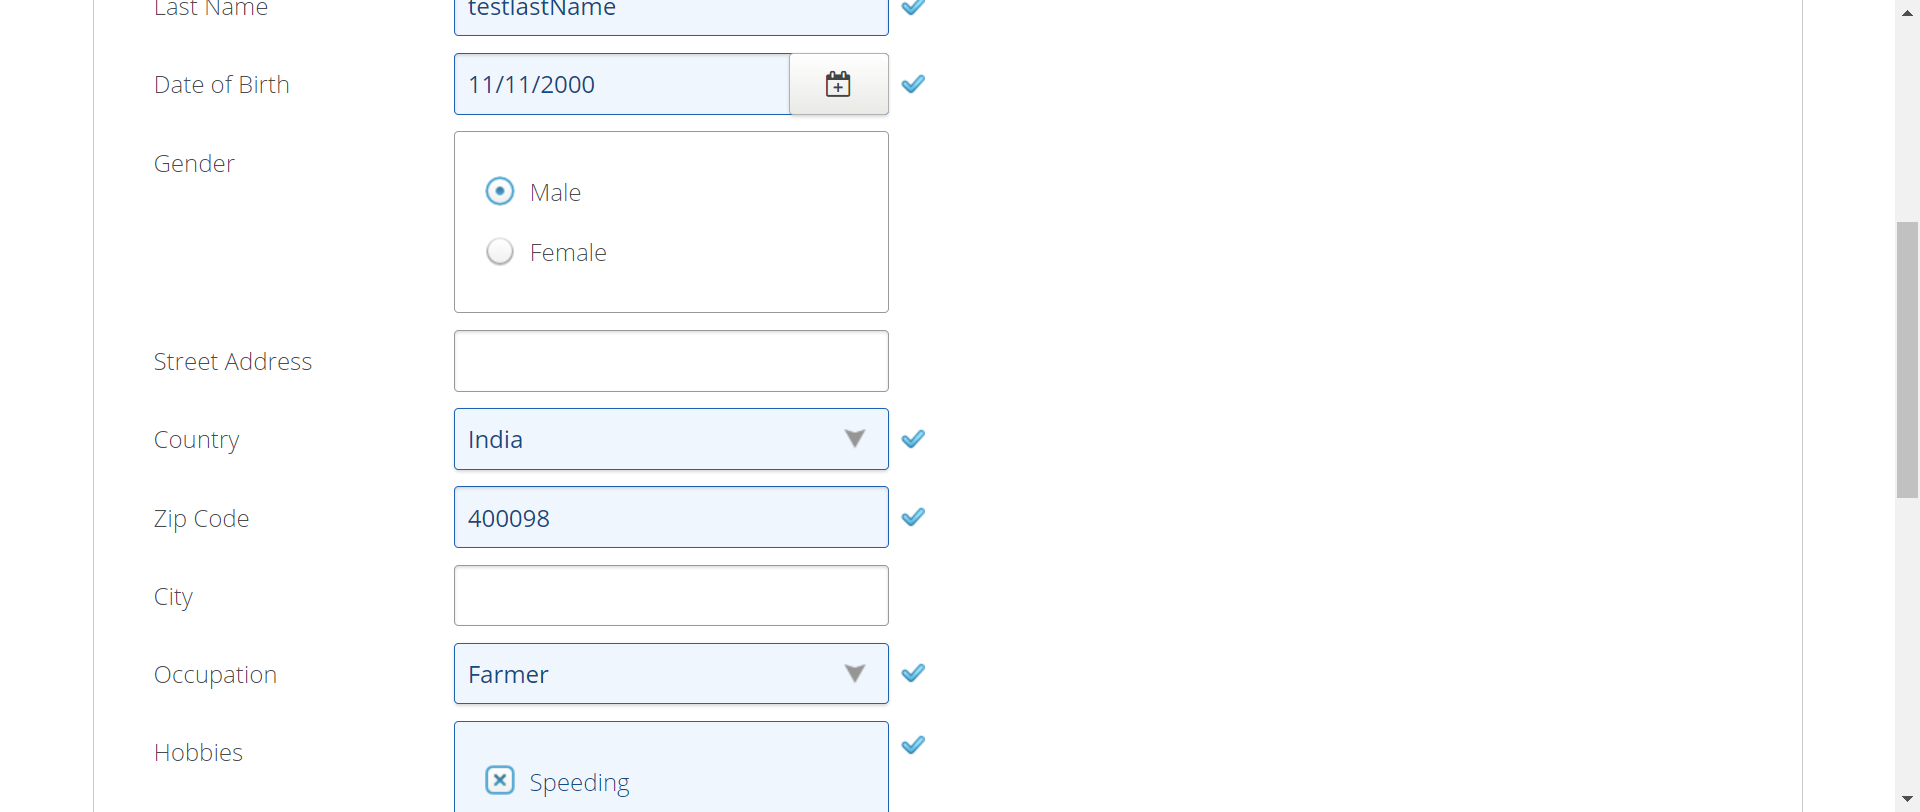 Last Name testlastName
Date of Birth 11/11/2000
Gender
Male
Female
Street Address
Country India
Zip Code 400098
City
Occupation Farmer
Hobbies
Speeding